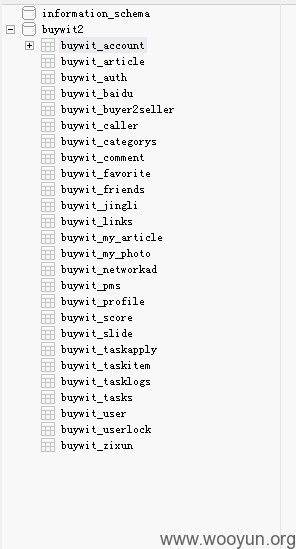 information_schema
buywit2
buywit_account
buywit_article
buywit_auth
buywit_baidu
buywit_buyer2seller
buywit_caller
buywit_categorys
buywit_comment
buywit_favorite
buywit_friends
buywit_jingli
buywit_links
buywit_my_article
buywit_my_photo
buywit_networkad
buywit_pms
buywit_profile
buywit_score
buywit_slide
buywit_taskapply
buywit_taskitem
buywit_tasklogs
buywit_tasks
buywit_user
buywit_userlock
buywit_zixun
www.wooyun.org